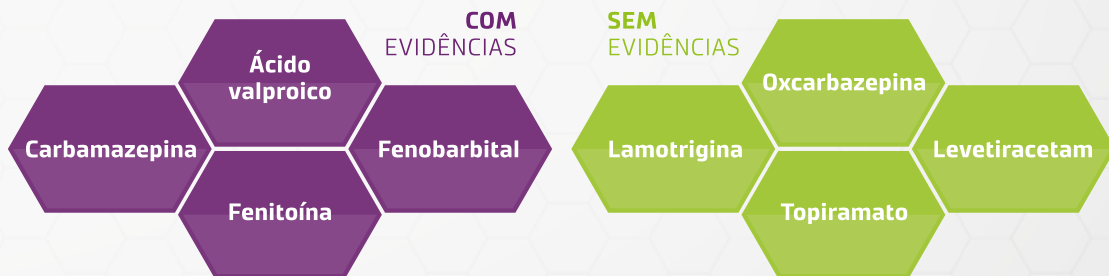 COM
EVIDÊNCIAS
Ácido
valproico
Carbamazepina
Fenobarbital
Fenitoína
SEM
EVIDÊNCIAS
Oxcarbazepina
Lamotrigina
Levetiracetam
Topiramato